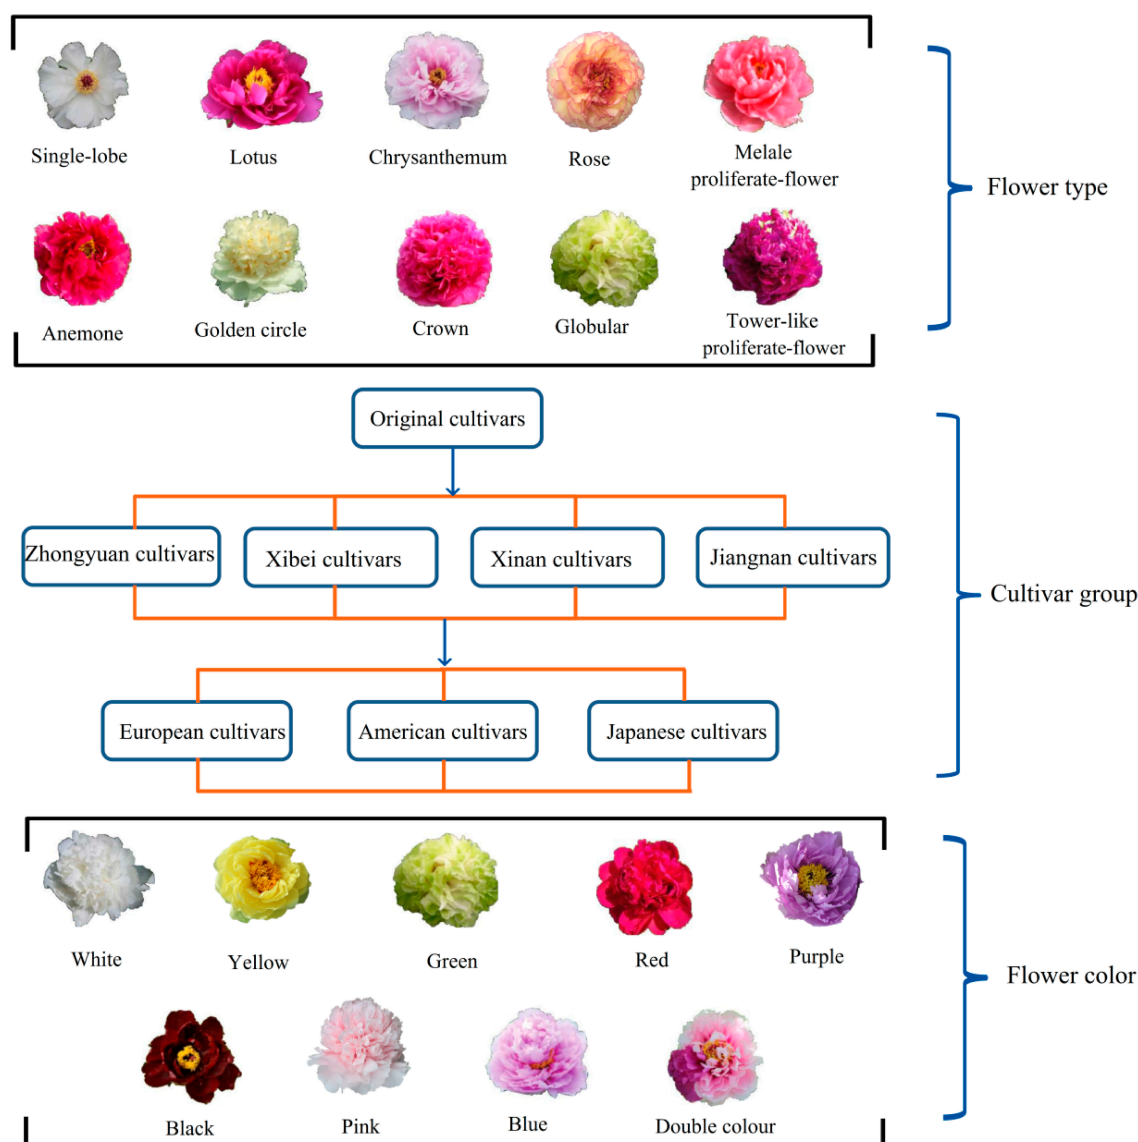 Single-lobe
Lotus
Chrysanthemum
Rose
Melale
proliferate-flower
Flower type
Anemone
Golden circle
Crown
Globular
Tower-like
proliferate-flower
Original cultivars
Zhongyuan cultivars
Xibei cultivars
Xinan cultivars
Jiangnan cultivars
Cultivar group
European cultivars
American cultivars
Japanese cultivars
White
Yellow
Green
Red
Purple
Flower color
Black
Pink
Blue
Double colour